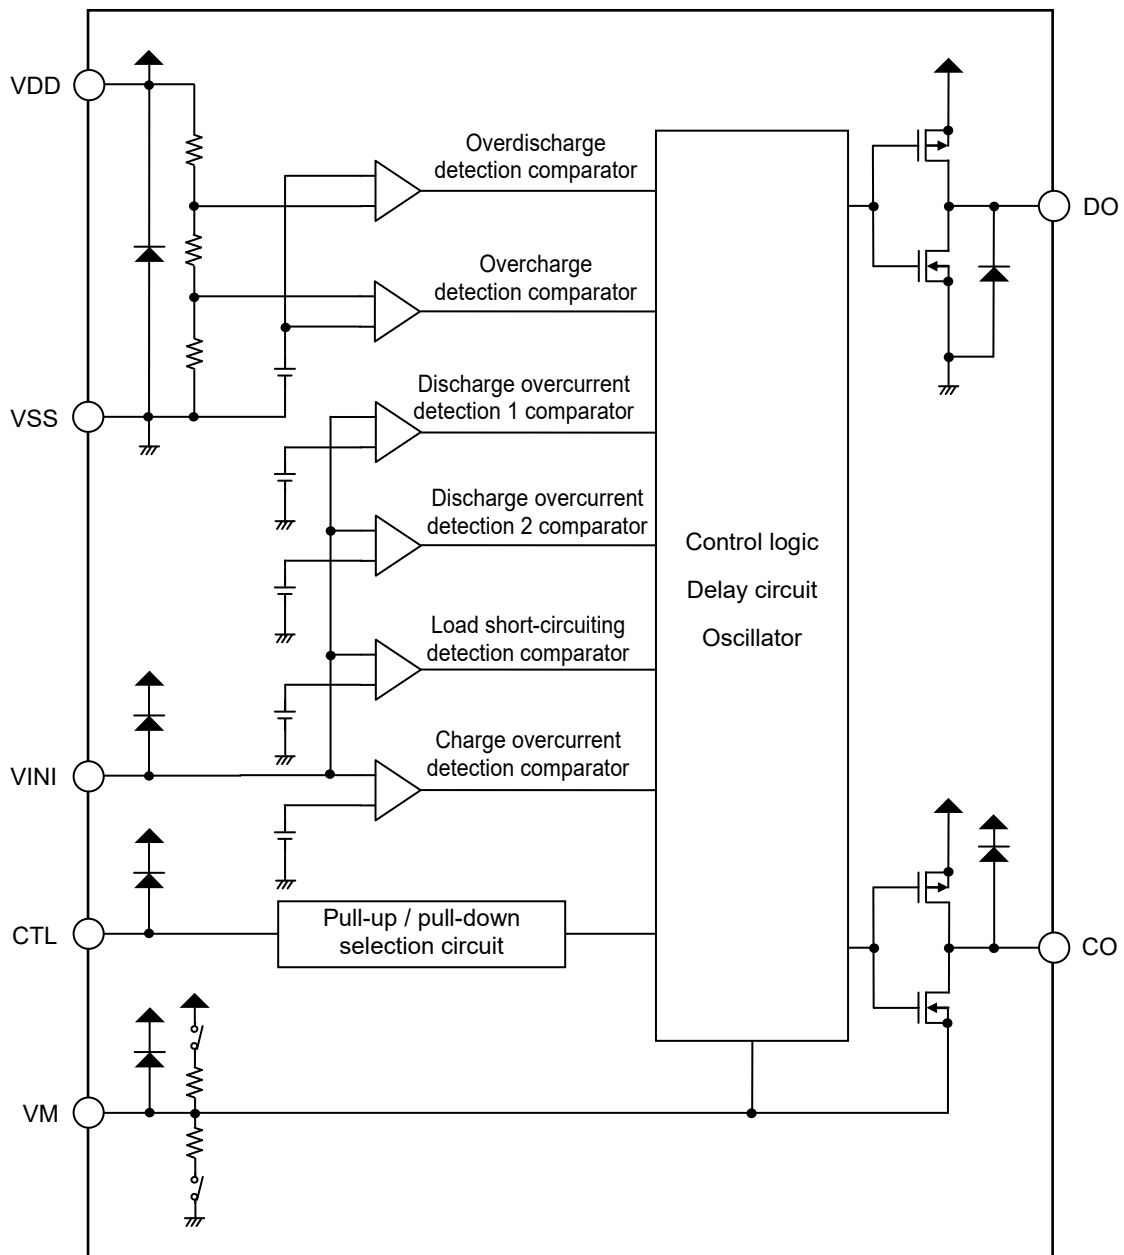 VDD
Overdischarge
detection comparator
DO
Overcharge
detection comparator
VSS
Discharge overcurrent
detection 1 comparator
Discharge overcurrent
detection 2 comparator
Control logic
Delay circuit
Oscillator
Load short-circuiting
detection comparator
VINI
Charge overcurrent
detection comparator
CTL
Pull-up / pull-down
selection circuit
CO
VM